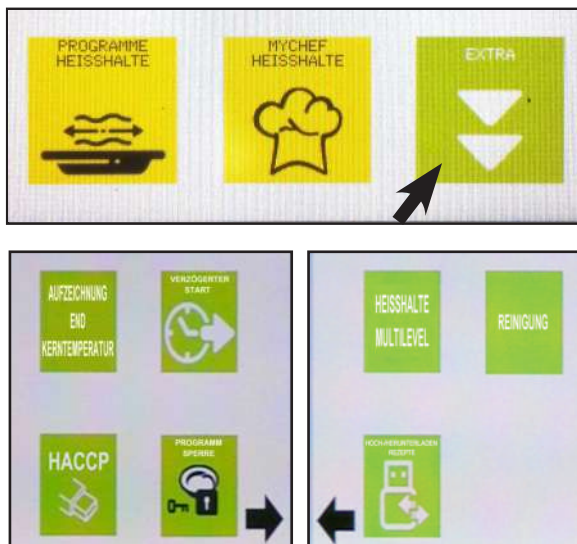 PROGRAMME
HEISSHALTE
MYCHEF
HEISSHALTE
EXTRA
AUFZEICHNUNG
END
KERNTEMPERATUR
VERZÖGERTER
START
HACCP
PROGRAMM
SPERRE
HEISSHALTE
MULTILEVEL
REINIGUNG
HOCH-HERUNTERLADEN
REZEPTE